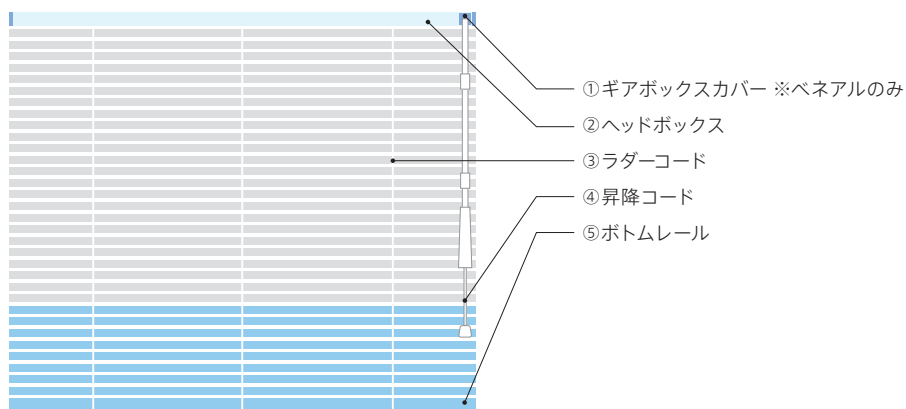 ①ギアボックスカバー ※ベネアルのみ
②ヘッドボックス
③ラダーコード
④昇降コード
⑤ボトムレール